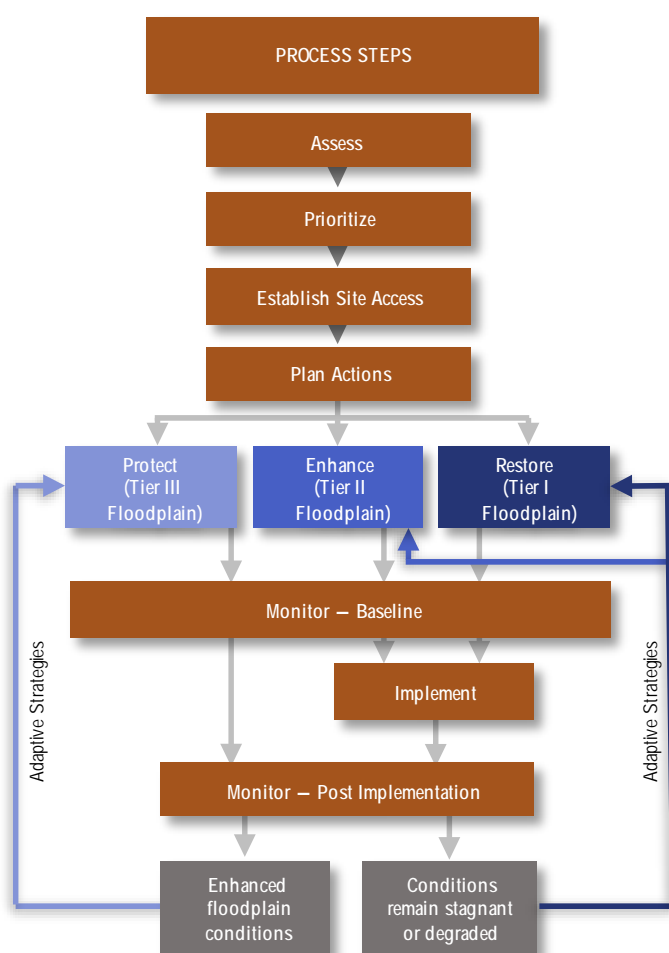 PROCESS STEPS
Assess
Prioritize
Establish Site Access
Plan Actions
Protect
(Tier III
Floodplain)
Enhance
(Tier II
Floodplain)
Restore
(Tier I
Floodplain)
Monitor — Baseline
Implement
Adaptive Strategies
Adaptive Strategies
Monitor — Post Implementation
Enhanced
floodplain
conditions
Conditions
remain stagnant
or degraded